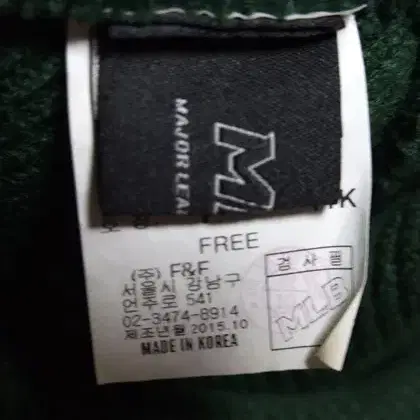 MLB
MAJOR LEA
FREE
(주) F&F
서울시 강남구
언주로 541
02-3474-8914
제조년월 2015.10
MADE IN KOREA
검 사 필
MLB